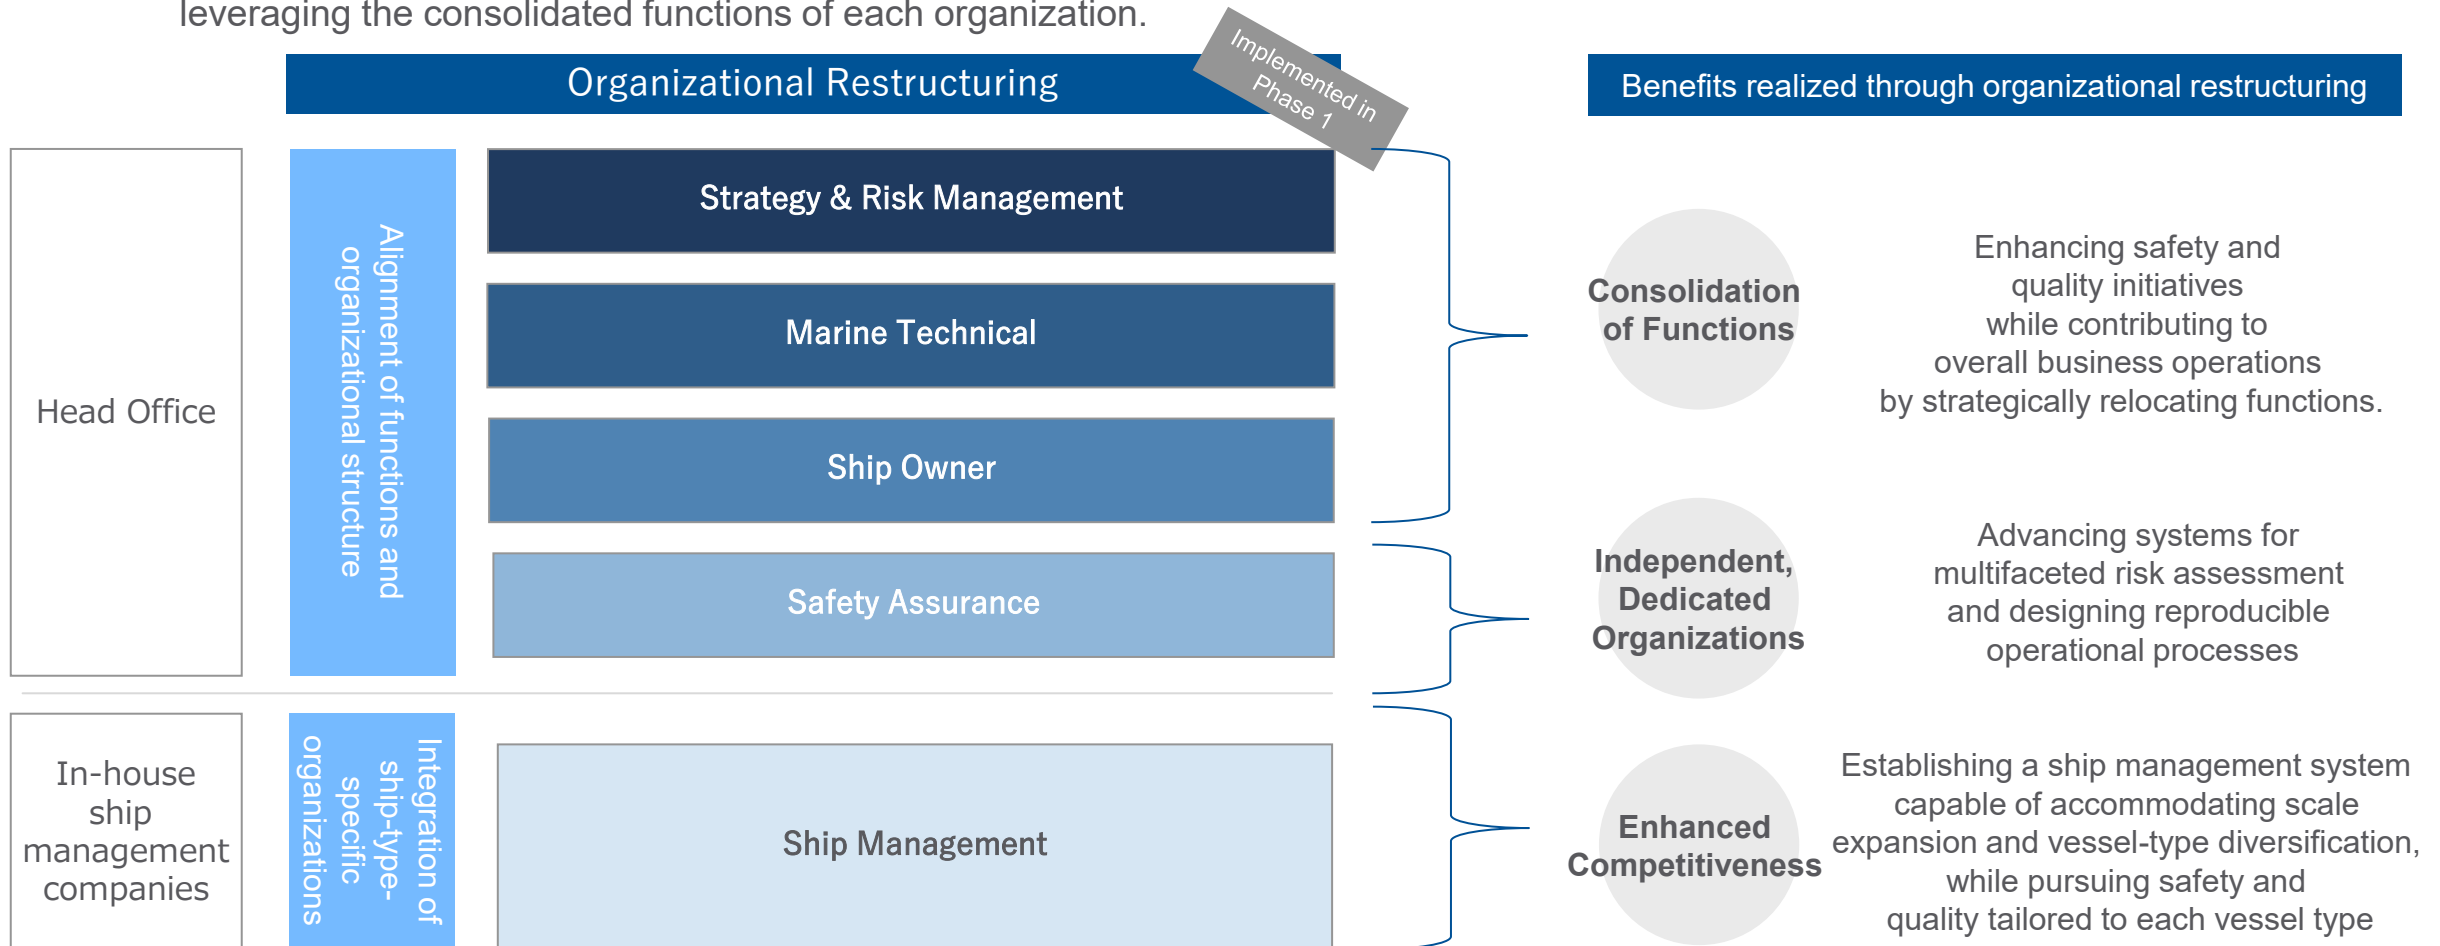 leveraging the consolidated functions of each organization.
Organizational Restructuring
Implemented in
Phase 1
Benefits realized through organizational restructuring
Head Office
Alignment of functions and
organizational structure
Strategy & Risk Management
Marine Technical
Ship Owner
Safety Assurance
Consolidation
of Functions
Enhancing safety and
quality initiatives
while contributing to
overall business operations
by strategically relocating functions.
Independent,
Dedicated
Organizations
Advancing systems for
multifaceted risk assessment
and designing reproducible
operational processes
In-house
ship
management
companies
Integration of
ship-type-
specific
organizations
Ship Management
Enhanced
Competitiveness
Establishing a ship management system
capable of accommodating scale
expansion and vessel-type diversification,
while pursuing safety and
quality tailored to each vessel type